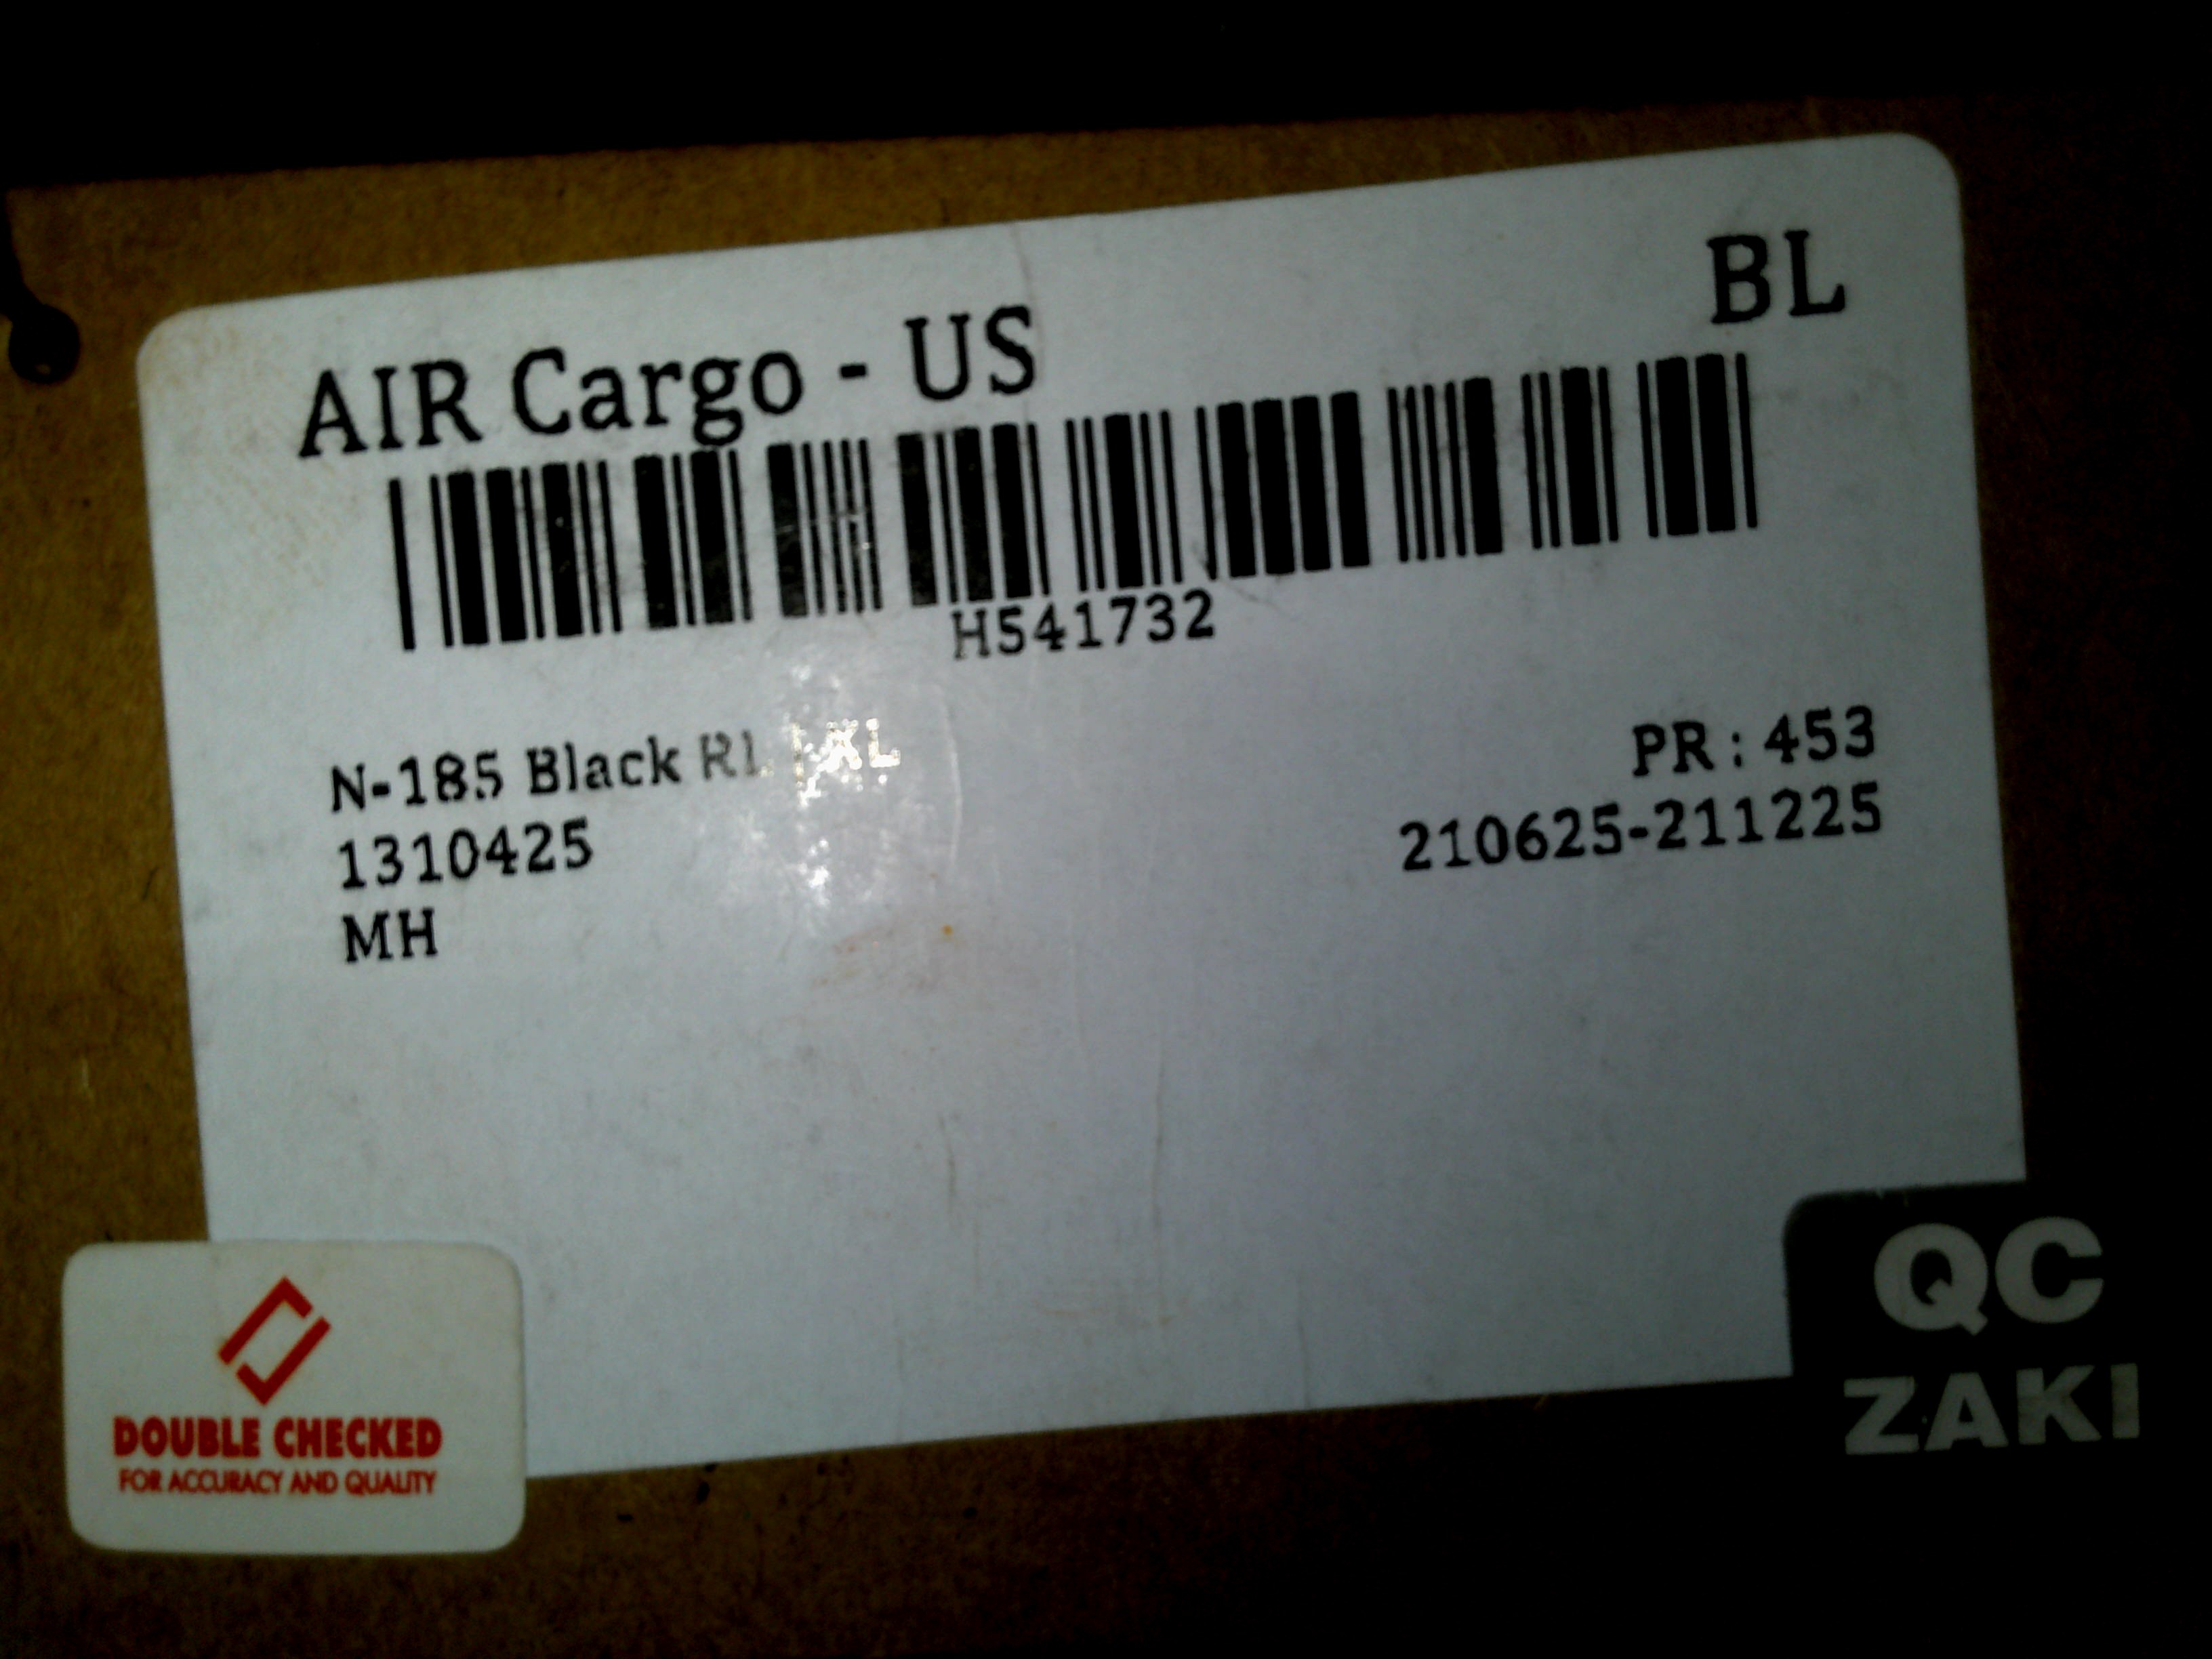 BL
AIR Cargo - US
H541732
N-185 Black RL | XL
PR : 453
1310425
210625-211225
MH
DOUBLE CHECKED
FOR ACCURACY AND QUALITY
QC
ZAKI